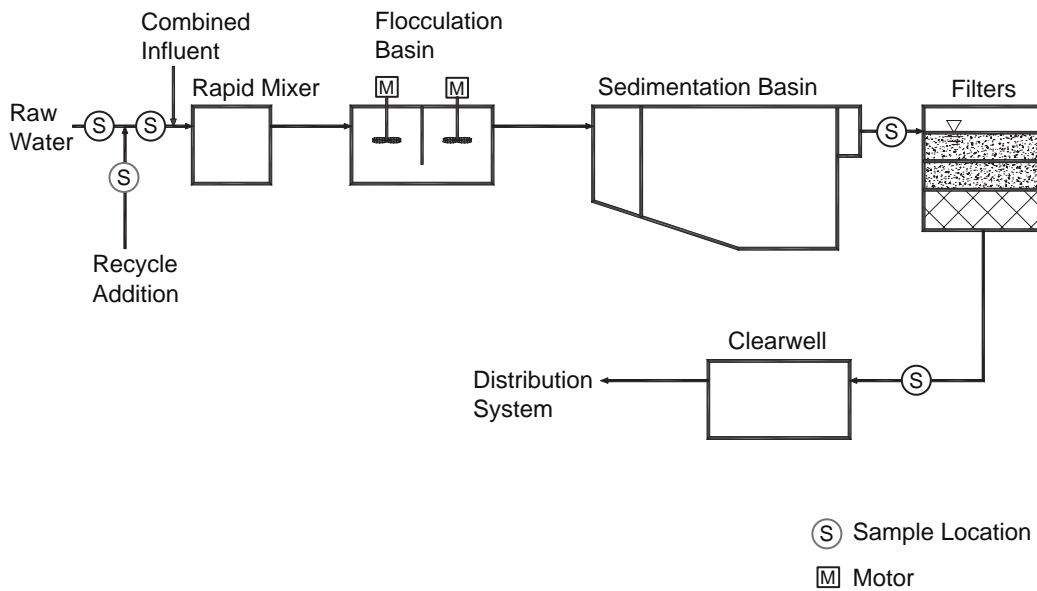 Combined
Influent
Flocculation
Basin
Rapid Mixer
Sedimentation Basin
Filters
M
M
Raw
Water
S
S
S
S
Recycle
Addition
Clearwell
Distribution
System
S
S Sample Location
M Motor